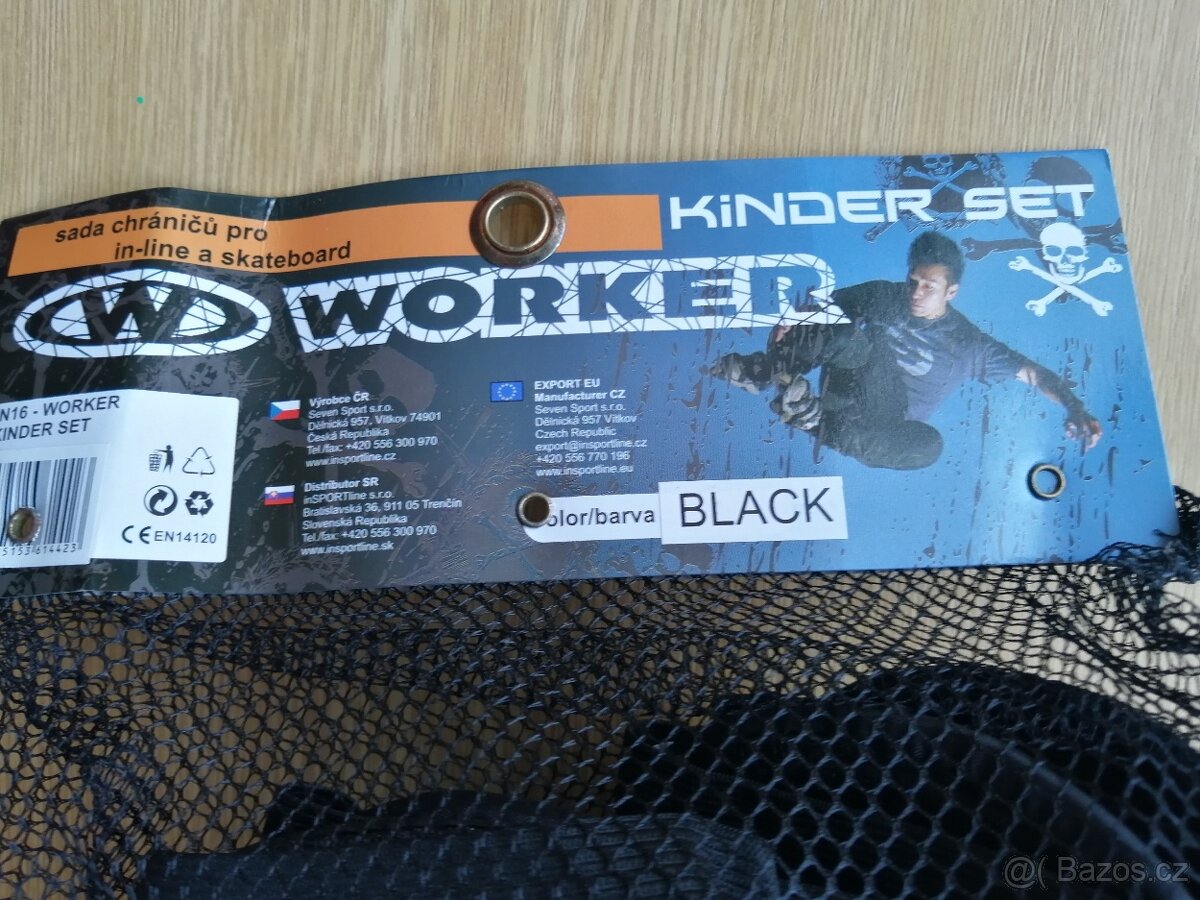 sada chráničů pro
in-line a skateboard
KiNDER SET
W WORKER
N16 - WORKER
KINDER SET
CE EN14120
5153 614423
Výrobce ČR
Seven Sport s.r.o.
Dělnická 957, Vítkov 74901
Česká Republika
Tel./fax: +420 556 300 970
www.insportline.cz
Distributor SR
inSPORTline s.r.o.
Bratislavská 36, 911 05 Trenčín
Slovenská Republika
Tel./fax: +420 556 300 970
www.insportline.sk
EXPORT EU
Manufacturer CZ
Seven Sport s.r.o.
Dělnická 957 Vítkov
Czech Republic
export@insportline.cz
+420 556 770 196
www.insportline.eu
olor/barva BLACK
@( Bazos.cz